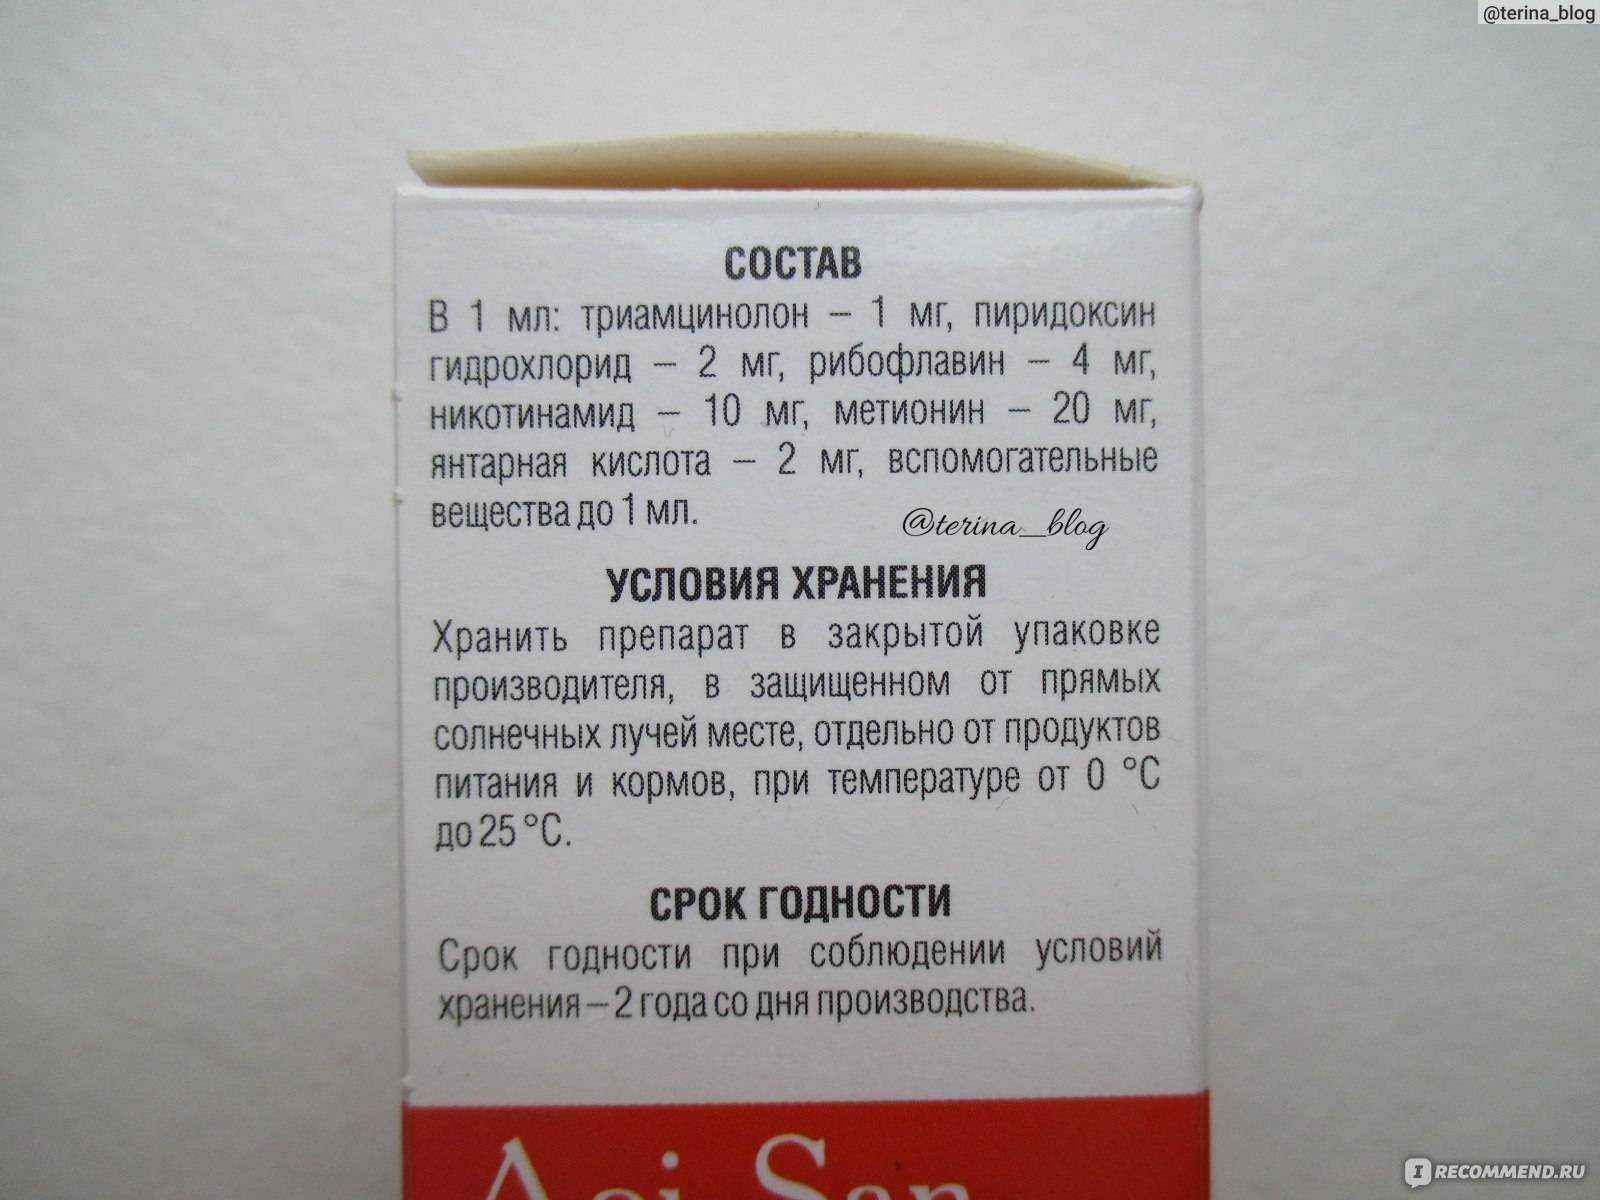 @terina_blog
СОСТАВ
В 1 мл: триамцинолон – 1 мг, пиридоксин
гидрохлорид – 2 мг, рибофлавин – 4 мг,
никотинамид – 10 мг, метионин – 20 мг,
янтарная кислота – 2 мг, вспомогательные
вещества до 1 мл.
@terina_blog
УСЛОВИЯ ХРАНЕНИЯ
Хранить препарат в закрытой упаковке
производителя, в защищенном от прямых
солнечных лучей месте, отдельно от продуктов
питания и кормов, при температуре от 0 °С
до 25 °С.
СРОК ГОДНОСТИ
Срок годности при соблюдении условий
хранения – 2 года со дня производства.
San
IRECOMMEND.RU